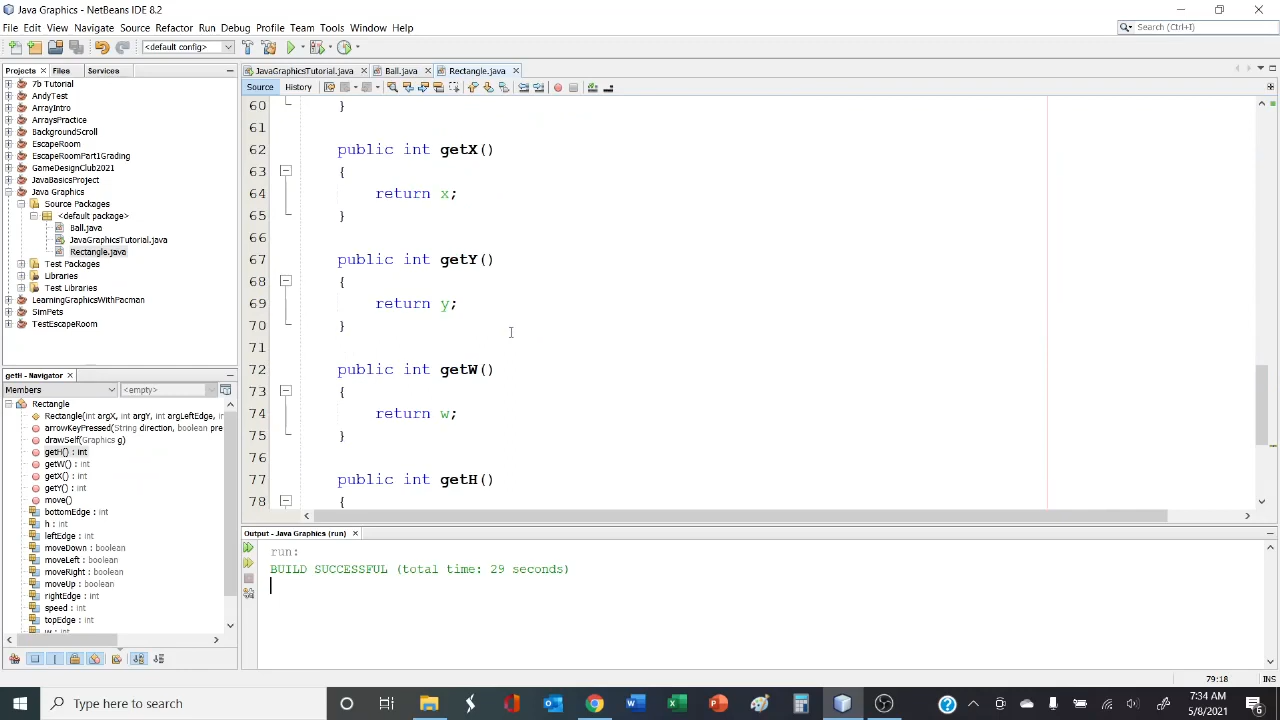 Java Graphics - NetBeans IDE 8.2
File Edit View Navigate Source Refactor Run Debug Profile Team Tools Window Help
Search (Ctrl+I)
<default config>
Projects Files Services
JavaGraphicsTutorial.java Ball.java Rectangle.java
Source History
7b Tutorial
AndyTest
ArrayIntro
ArraysPractice
BackgroundScroll
EscapeRoom
EscapeRoomPart1Grading
GameDesignClub2021
JavaBasicsProject
Java Graphics
Source Packages
<default package>
Ball.java
JavaGraphicsTutorial.java
Rectangle.java
Test Packages
Libraries
Test Libraries
LearningGraphicsWithPacman
SimPets
TestEscapeRoom
60 }
61
62 public int getX()
63 {
64 return x;
65 }
66
67 public int getY()
68 {
69 return y;
70 }
71
72 public int getW()
73 {
74 return w;
75 }
76
77 public int getH()
78 {
getH - Navigator
Members <empty>
Rectangle
Rectangle(int argX, int argY, int argLeftEdge, in
arrowKeyPressed(String direction, boolean pre
drawSelf(Graphics g)
getH() : int
getW() : int
getX() : int
getY() : int
move()
bottomEdge : int
h : int
leftEdge : int
moveDown : boolean
moveLeft : boolean
moveRight : boolean
moveUp : boolean
rightEdge : int
speed : int
topEdge : int
Output - Java Graphics (run)
run:
BUILD SUCCESSFUL (total time: 29 seconds)
79:18 INS
Type here to search
7:34 AM
5/8/2021
6